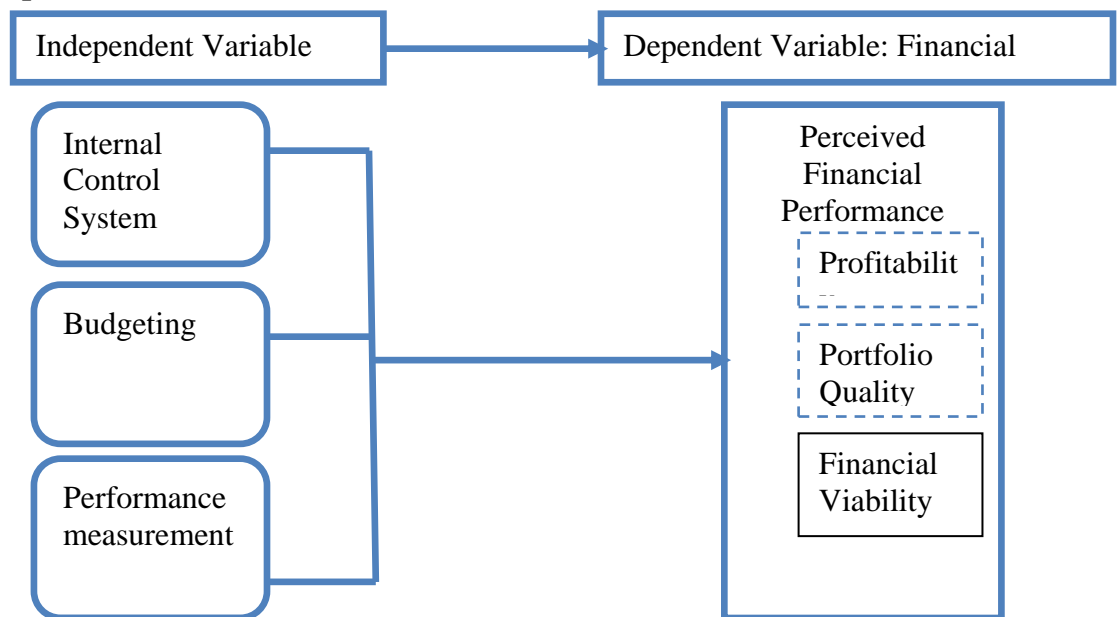 Independent Variable
Dependent Variable: Financial
Internal
Control
System
Budgeting
Performance
measurement
Perceived
Financial
Performance
Profitabilit
Portfolio
Quality
Financial
Viability